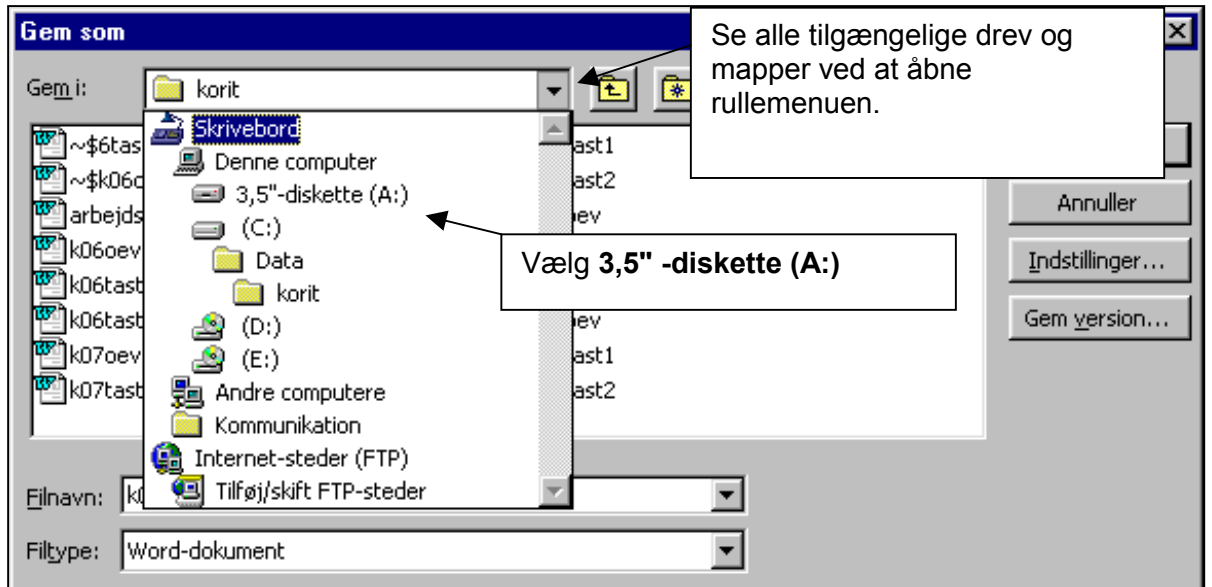 Gem som
Se alle tilgængelige drev og
mapper ved at åbne
rullemenuen.
Gem i:
korit
Skrivebord
Denne computer
3,5"-diskette (A:)
(C:)
Data
korit
(D:)
(E:)
Andre computere
Kommunikation
Internet-steder (FTP)
Tilføj/skift FTP-steder
~$6tas
~$k06o
arbejds
k06oev
k06tast
k06tast
k07oev
k07tast
ast1
ast2
ev
ev
ast1
ast2
Vælg 3,5" -diskette (A:)
Annuller
Indstillinger...
Gem version...
Filnavn:
Filtype:
Word-dokument